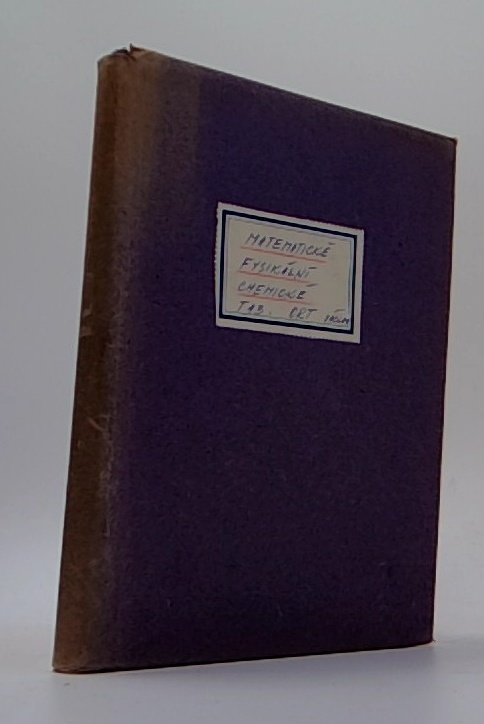 MATEMATICKÉ
FYSIKÁLNÍ
CHEMICKÉ
TAB. ORT